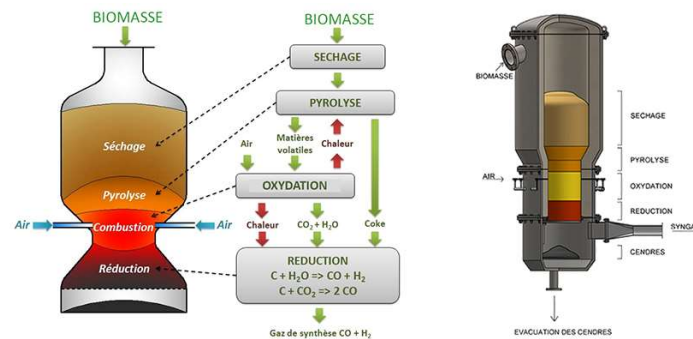 BIOMASSE
Séchage
Pyrolyse
Air
Combustion
Air
Réduction
BIOMASSE
SECHAGE
PYROLYSE
Air
Matières
volatiles
Chaleur
OXYDATION
Chaleur
CO2 + H2O
Coke
REDUCTION
C + H2O => CO + H2
C + CO2 => 2 CO
Gaz de synthèse CO + H2
BIOMASSE
SECHAGE
PYROLYSE
AIR
OXYDATION
REDUCTION
SYNGA
CENDRES
EVACUATION DES CENDRES